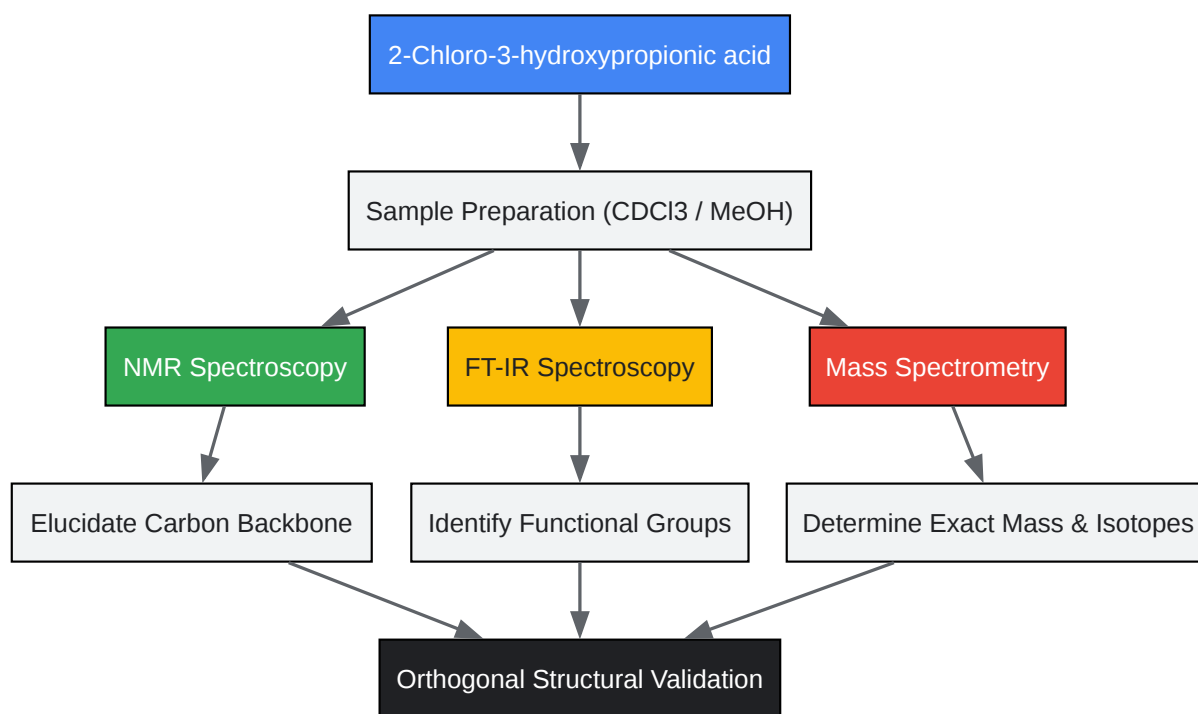 2-Chloro-3-hydroxypropionic acid
Sample Preparation (CDCl3 / MeOH)
NMR Spectroscopy
FT-IR Spectroscopy
Mass Spectrometry
Elucidate Carbon Backbone
Identify Functional Groups
Determine Exact Mass & Isotopes
Orthogonal Structural Validation